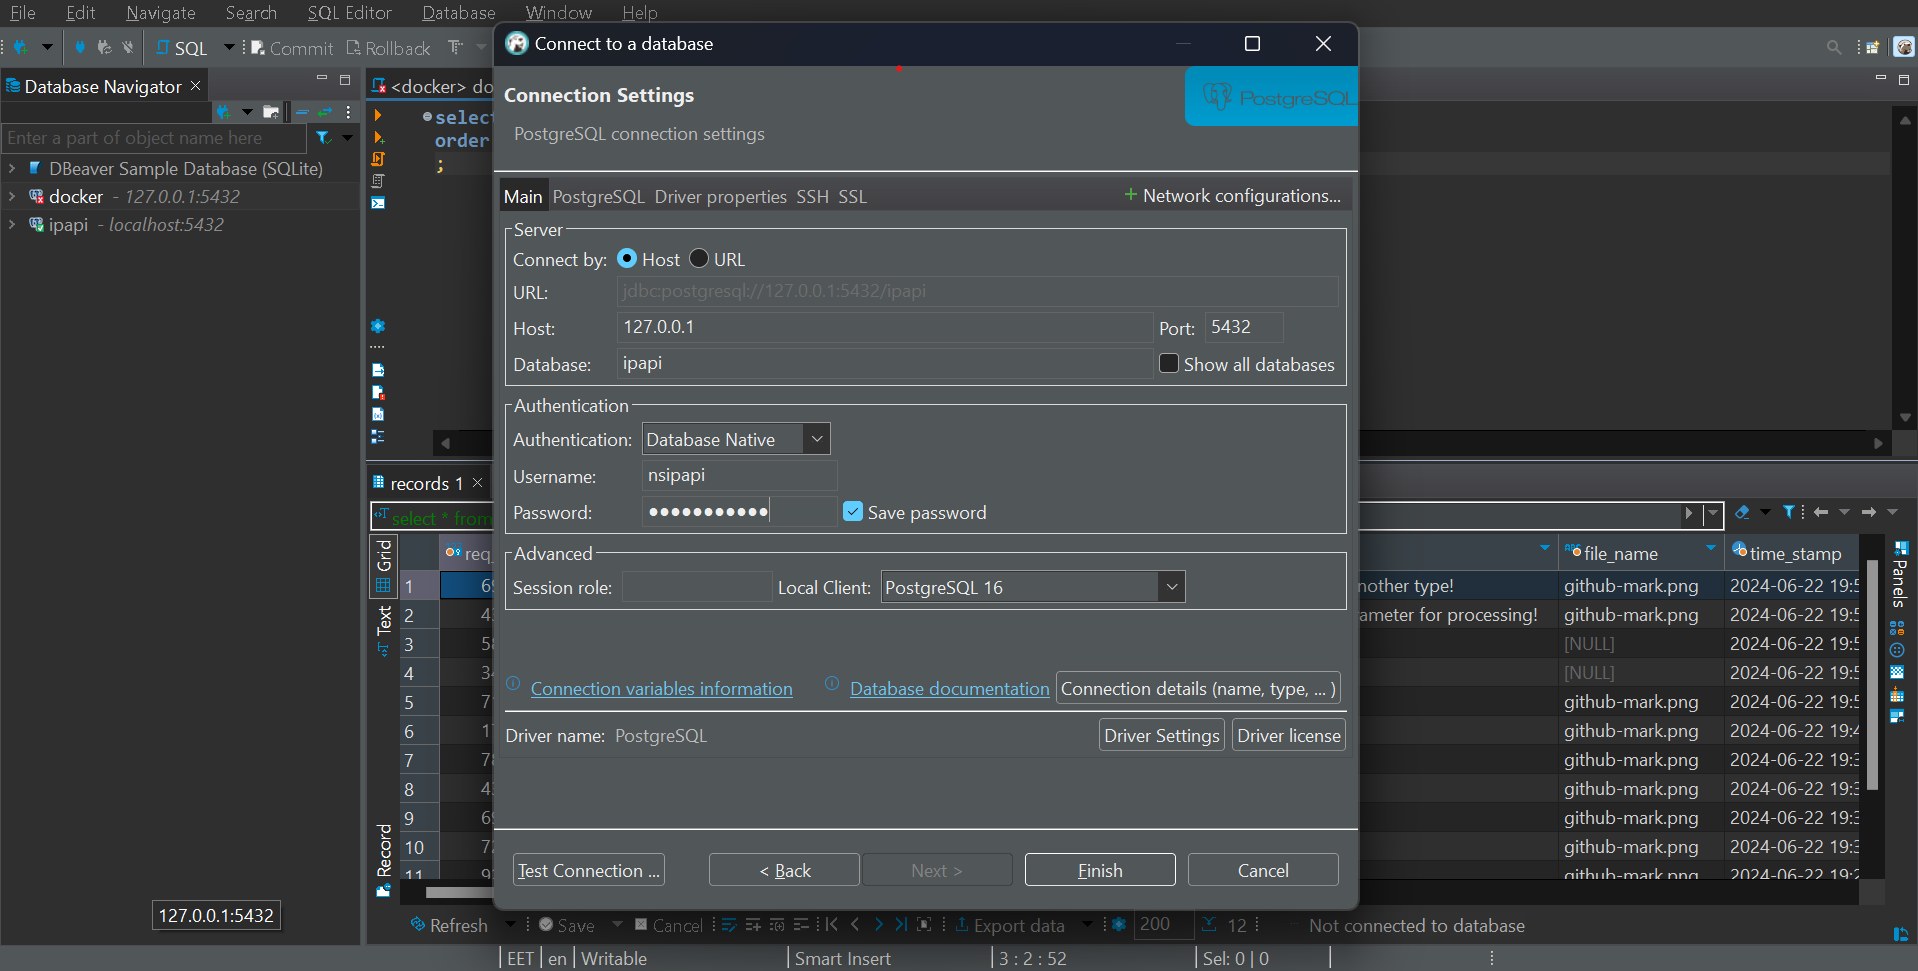 File Edit Navigate Search SQL Editor Database Window Help
SQL Commit Rollback
Database Navigator
Enter a part of object name here
DBeaver Sample Database (SQLite)
docker - 127.0.0.1:5432
ipapi - localhost:5432
127.0.0.1:5432
<docker> do
select
order
;
Connect to a database
Connection Settings
PostgreSQL connection settings
PostgreSQL
Main PostgreSQL Driver properties SSH SSL + Network configurations...
Server
Connect by: Host URL
URL: jdbc:postgresql://127.0.0.1:5432/ipapi
Host: 127.0.0.1 Port: 5432
Database: ipapi Show all databases
Authentication
Authentication: Database Native
Username: nsipapi
Password: ●●●●●●●●●●● Save password
Advanced
Session role: Local Client: PostgreSQL 16
Connection variables information Database documentation Connection details (name, type, ... )
Driver name: PostgreSQL Driver Settings Driver license
Test Connection ... < Back Next > Finish Cancel
records 1
select * from
Grid
Text
Record
Panels
req_ file_name time_stamp
1 69 nother type! github-mark.png 2024-06-22 19:5
2 43 ameter for processing! github-mark.png 2024-06-22 19:5
3 58 [NULL] 2024-06-22 19:5
4 34 [NULL] 2024-06-22 19:5
5 71 github-mark.png 2024-06-22 19:5
6 17 github-mark.png 2024-06-22 19:4
7 78 github-mark.png 2024-06-22 19:3
8 43 github-mark.png 2024-06-22 19:3
9 69 github-mark.png 2024-06-22 19:3
10 72 github-mark.png 2024-06-22 19:3
11 github-mark.png 2024-06-22 19:2
Refresh Save Cancel Export data 200 12 Not connected to database
EET en Writable Smart Insert 3 : 2 : 52 Sel: 0 | 0